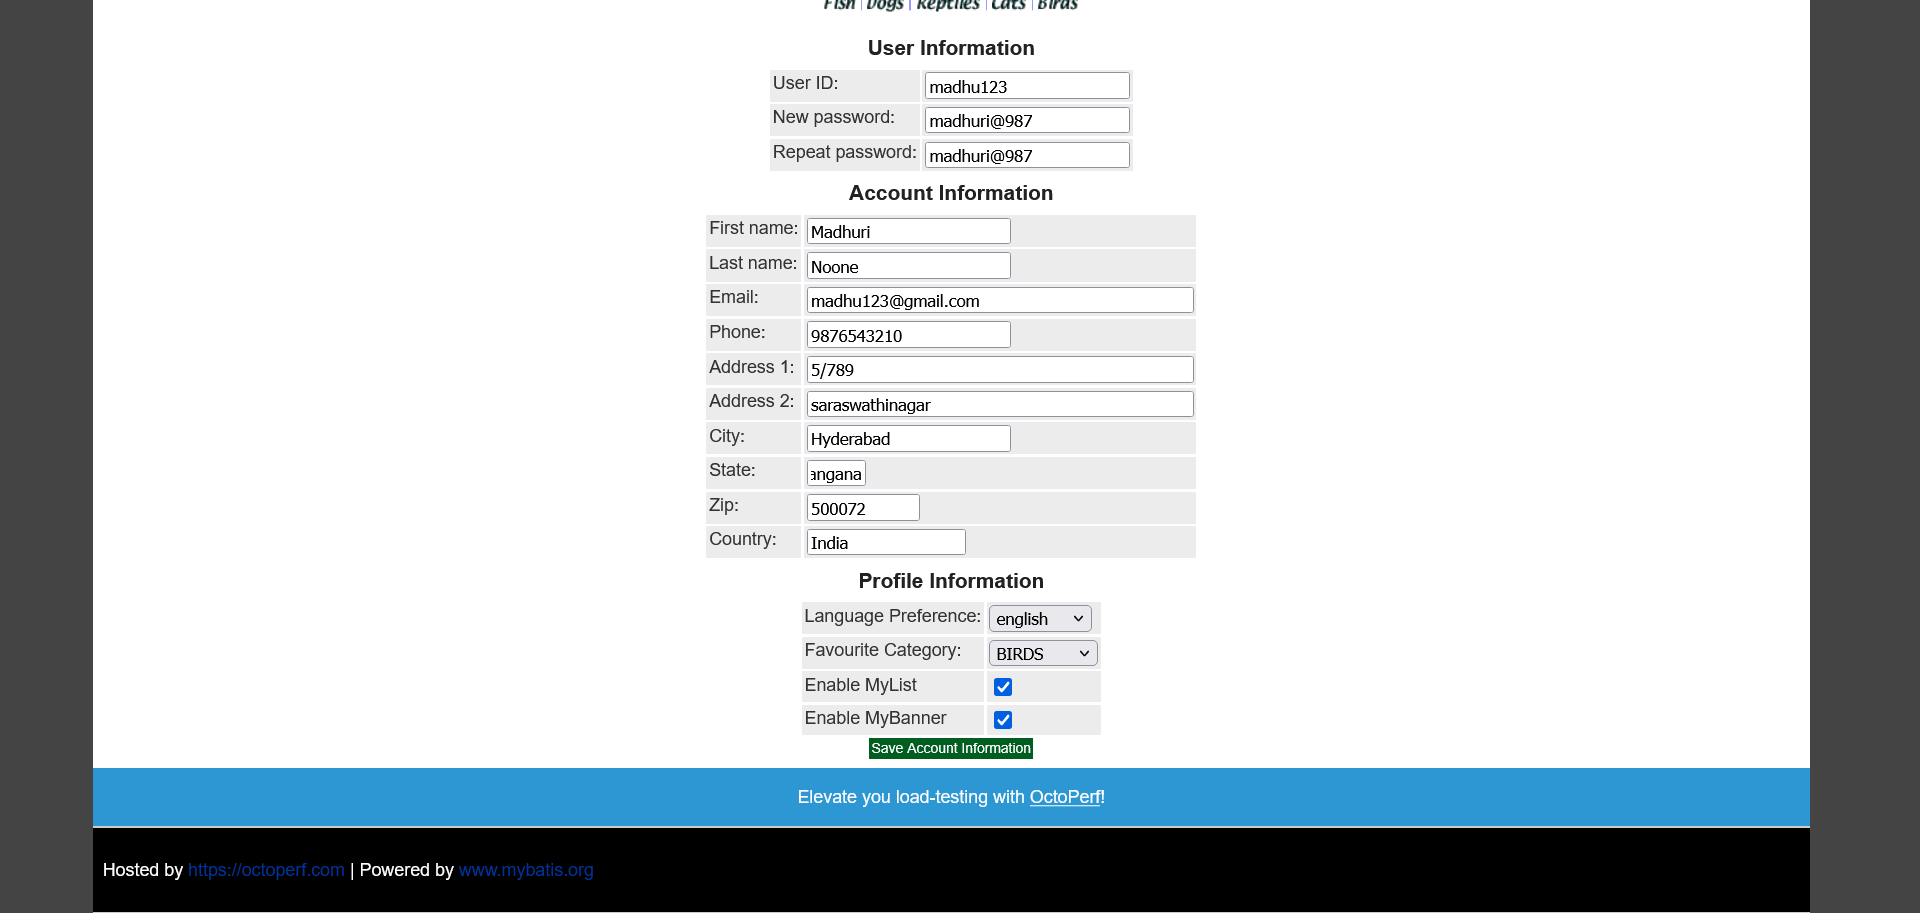 Fish | Dogs | Reptiles | Cats | Birds
User Information
User ID: madhu123
New password: madhuri@987
Repeat password: madhuri@987
Account Information
First name: Madhuri
Last name: Noone
Email: madhu123@gmail.com
Phone: 9876543210
Address 1: 5/789
Address 2: saraswathinagar
City: Hyderabad
State: angana
Zip: 500072
Country: India
Profile Information
Language Preference: english
Favourite Category: BIRDS
Enable MyList
Enable MyBanner
Save Account Information
Elevate you load-testing with OctoPerf!
Hosted by https://octoperf.com | Powered by www.mybatis.org